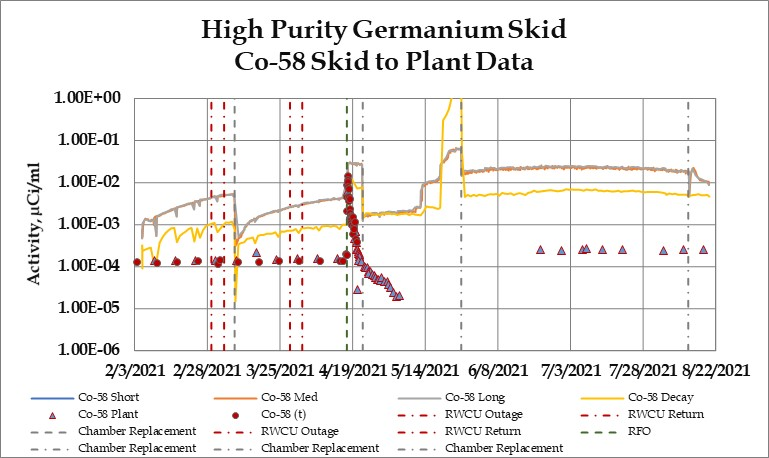 High Purity Germanium Skid
Co-58 Skid to Plant Data
Activity, µCi/ml
1.00E+00
1.00E-01
1.00E-02
1.00E-03
1.00E-04
1.00E-05
1.00E-06
2/3/2021 2/28/2021 3/25/2021 4/19/2021 5/14/2021 6/8/2021 7/3/2021 7/28/2021 8/22/2021
Co-58 Short Co-58 Med Co-58 Long Co-58 Decay
Co-58 Plant Co-58 (t) RWCU Outage RWCU Return
Chamber Replacement RWCU Outage RWCU Return RFO
Chamber Replacement Chamber Replacement Chamber Replacement